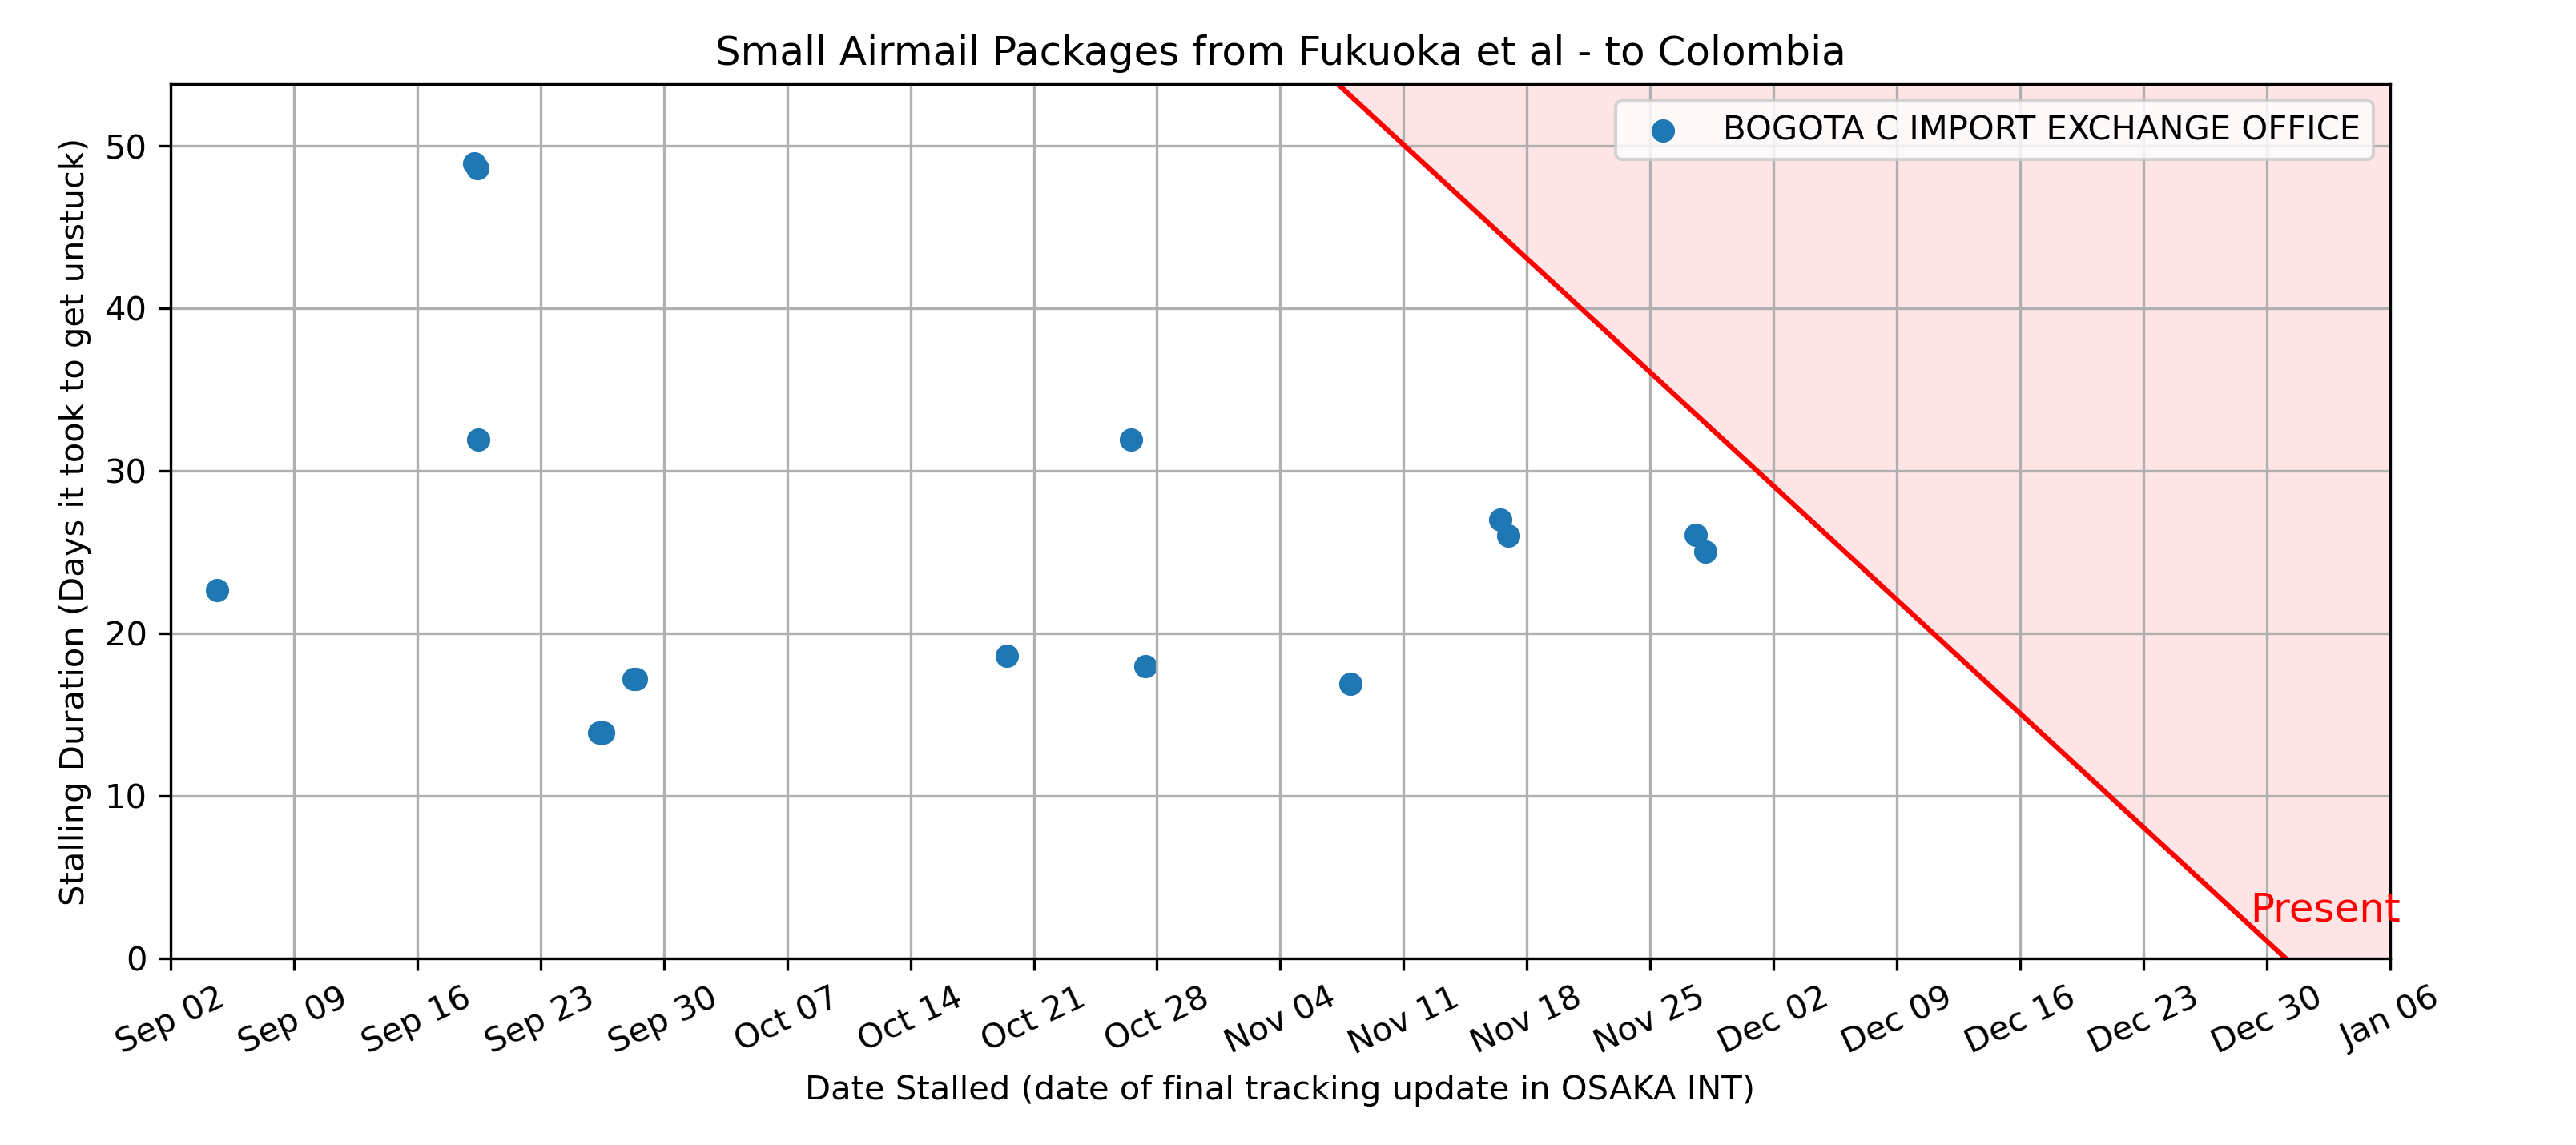 Small Airmail Packages from Fukuoka et al - to Colombia
BOGOTA C IMPORT EXCHANGE OFFICE
Stalling Duration (Days it took to get unstuck)
50
40
30
20
10
0
Present
Sep 02
Sep 09
Sep 16
Sep 23
Sep 30
Oct 07
Oct 14
Oct 21
Oct 28
Nov 04
Nov 11
Nov 18
Nov 25
Dec 02
Dec 09
Dec 16
Dec 23
Dec 30
Jan 06
Date Stalled (date of final tracking update in OSAKA INT)